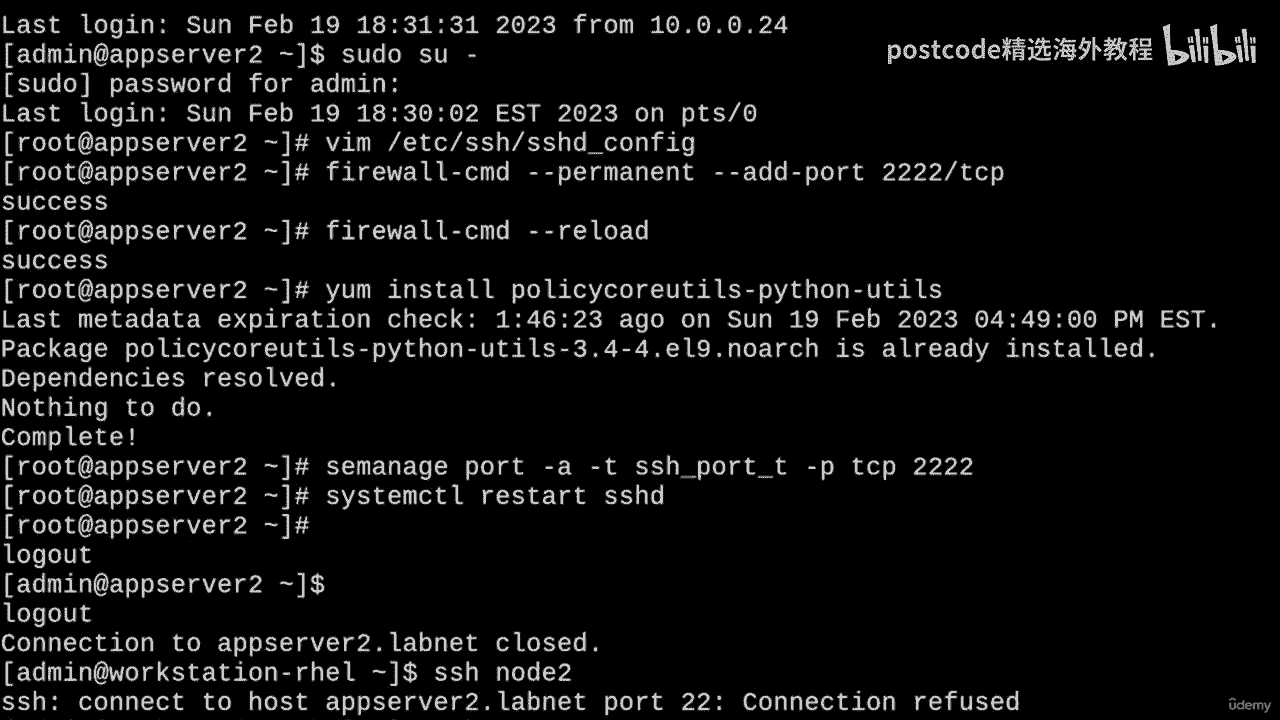 Last login: Sun Feb 19 18:31:31 2023 from 10.0.0.24
[admin@appserver2 ~]$ sudo su -
postcode精选海外教程 bilibili
[sudo] password for admin:
Last login: Sun Feb 19 18:30:02 EST 2023 on pts/0
[root@appserver2 ~]# vim /etc/ssh/sshd_config
[root@appserver2 ~]# firewall-cmd --permanent --add-port 2222/tcp
success
[root@appserver2 ~]# firewall-cmd --reload
success
[root@appserver2 ~]# yum install policycoreutils-python-utils
Last metadata expiration check: 1:46:23 ago on Sun 19 Feb 2023 04:49:00 PM EST.
Package policycoreutils-python-utils-3.4-4.el9.noarch is already installed.
Dependencies resolved.
Nothing to do.
Complete!
[root@appserver2 ~]# semanage port -a -t ssh_port_t -p tcp 2222
[root@appserver2 ~]# systemctl restart sshd
[root@appserver2 ~]#
logout
[admin@appserver2 ~]$
logout
Connection to appserver2.labnet closed.
[admin@workstation-rhel ~]$ ssh node2
ssh: connect to host appserver2.labnet port 22: Connection refused
udemy